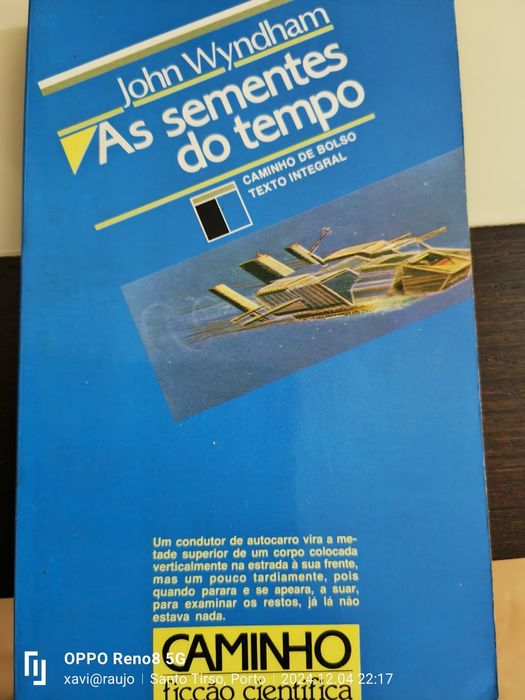 John Wyndham
As sementes
do tempo
CAMINHO DE BOLSO
TEXTO INTEGRAL
Um condutor de autocarro vira a me-
tade superior de um corpo colocada
verticalmente na estrada à sua frente,
mas um pouco tardiamente, pois
quando parara e se apeara, a suar,
para examinar os restos, já lá não
estava nada.
CAMINHO
ficção científica
OPPO Reno8 5G
xavi@raujo | Santo Tirso, Porto | 2024.12.04 22:17